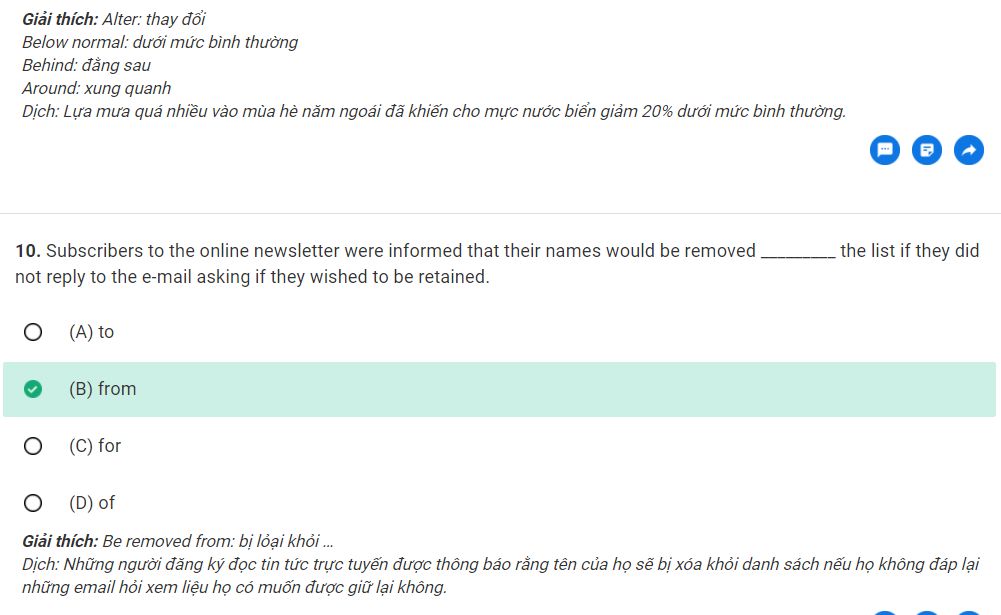 Giải thích: Alter: thay đổi
Below normal: dưới mức bình thường
Behind: đằng sau
Around: xung quanh
Dịch: Lựa mưa quá nhiều vào mùa hè năm ngoái đã khiến cho mực nước biển giảm 20% dưới mức bình thường.
10. Subscribers to the online newsletter were informed that their names would be removed _________ the list if they did
not reply to the e-mail asking if they wished to be retained.
(A) to
(B) from
(C) for
(D) of
Giải thích: Be removed from: bị lỏại khỏi ...
Dịch: Những người đăng ký đọc tin tức trực tuyến được thông báo rằng tên của họ sẽ bị xóa khỏi danh sách nếu họ không đáp lại
những email hỏi xem liệu họ có muốn được giữ lại không.